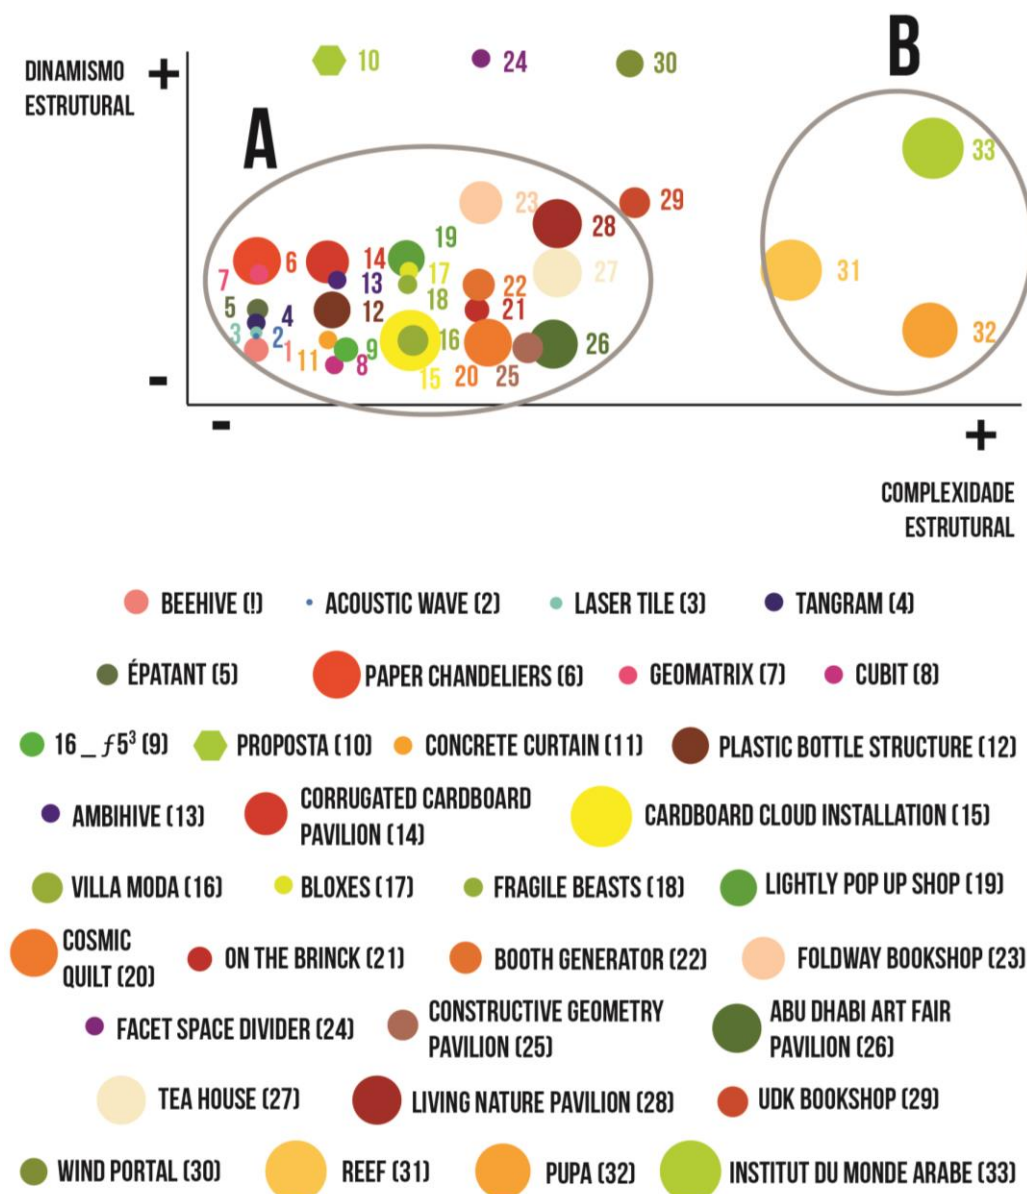 DINAMISMO
ESTRUTURAL
+
-
A
B
10
24
30
33
23
29
28
19
14
6
17
31
7
13
27
18
22
5
4
12
21
3
2
16
32
1
9
26
11
8
15
20
25
-
+
COMPLEXIDADE
ESTRUTURAL
BEEHIVE (!) ACOUSTIC WAVE (2) LASER TILE (3) TANGRAM (4)
ÉPATANT (5) PAPER CHANDELIERS (6) GEOMATRIX (7) CUBIT (8)
16 _ ƒ5³ (9) PROPOSTA (10) CONCRETE CURTAIN (11) PLASTIC BOTTLE STRUCTURE (12)
AMBIHIVE (13)
CORRUGATED CARDBOARD
PAVILION (14)
CARDBOARD CLOUD INSTALLATION (15)
VILLA MODA (16) BLOXES (17) FRAGILE BEASTS (18) LIGHTLY POP UP SHOP (19)
COSMIC
QUILT (20)
ON THE BRINCK (21) BOOTH GENERATOR (22) FOLDWAY BOOKSHOP (23)
FACET SPACE DIVIDER (24)
CONSTRUCTIVE GEOMETRY
PAVILION (25)
ABU DHABI ART FAIR
PAVILION (26)
TEA HOUSE (27) LIVING NATURE PAVILION (28) UDK BOOKSHOP (29)
WIND PORTAL (30) REEF (31) PUPA (32) INSTITUT DU MONDE ARABE (33)